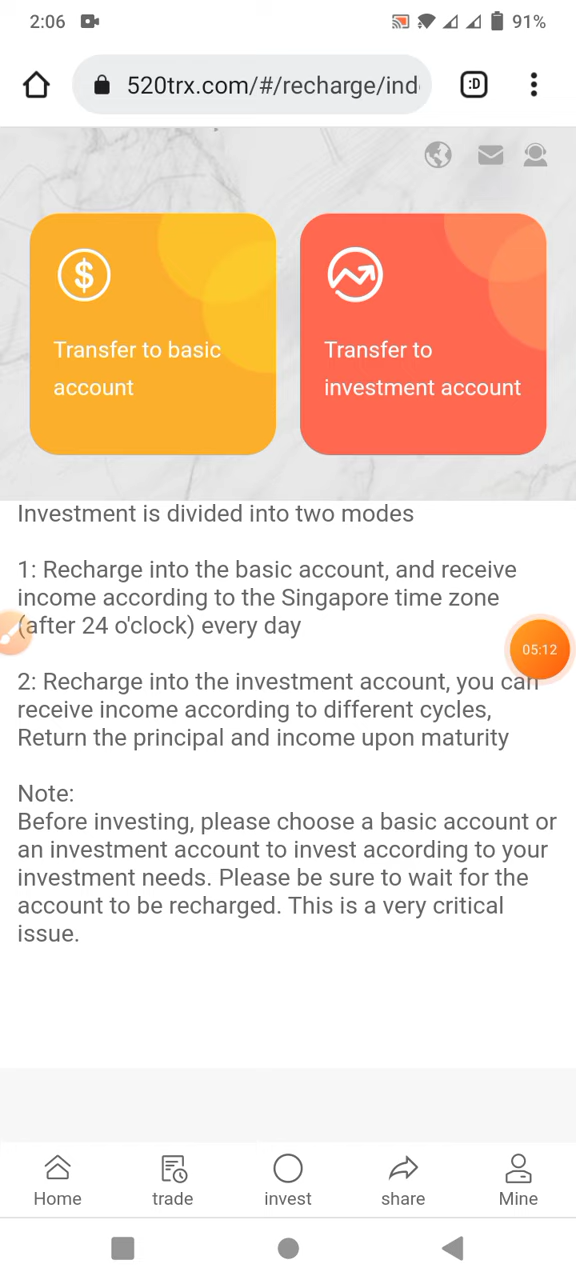 2:06
91%
520trx.com/#/recharge/ind
:D
Transfer to basic
account
Transfer to
investment account
Investment is divided into two modes
1: Recharge into the basic account, and receive
income according to the Singapore time zone
(after 24 o'clock) every day
05:12
2: Recharge into the investment account, you can
receive income according to different cycles,
Return the principal and income upon maturity
Note:
Before investing, please choose a basic account or
an investment account to invest according to your
investment needs. Please be sure to wait for the
account to be recharged. This is a very critical
issue.
Home
trade
invest
share
Mine